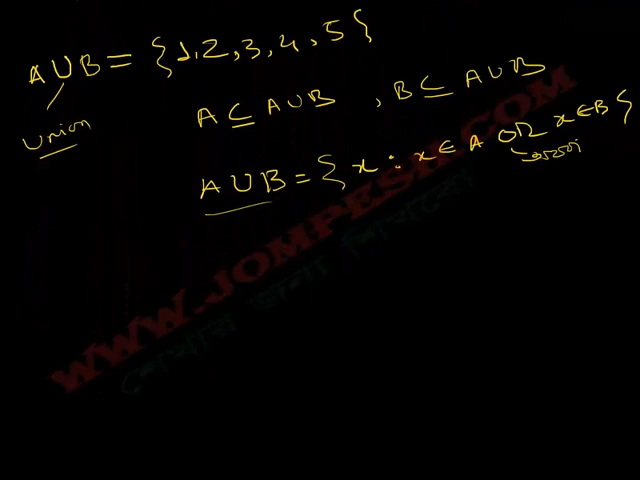 A ∪ B = {1, 2, 3, 4, 5}
Union
A ⊆ A ∪ B , B ⊆ A ∪ B
A ∪ B = {x : x ∈ A OR x ∈ B}
WWW.JOMPESH.COM